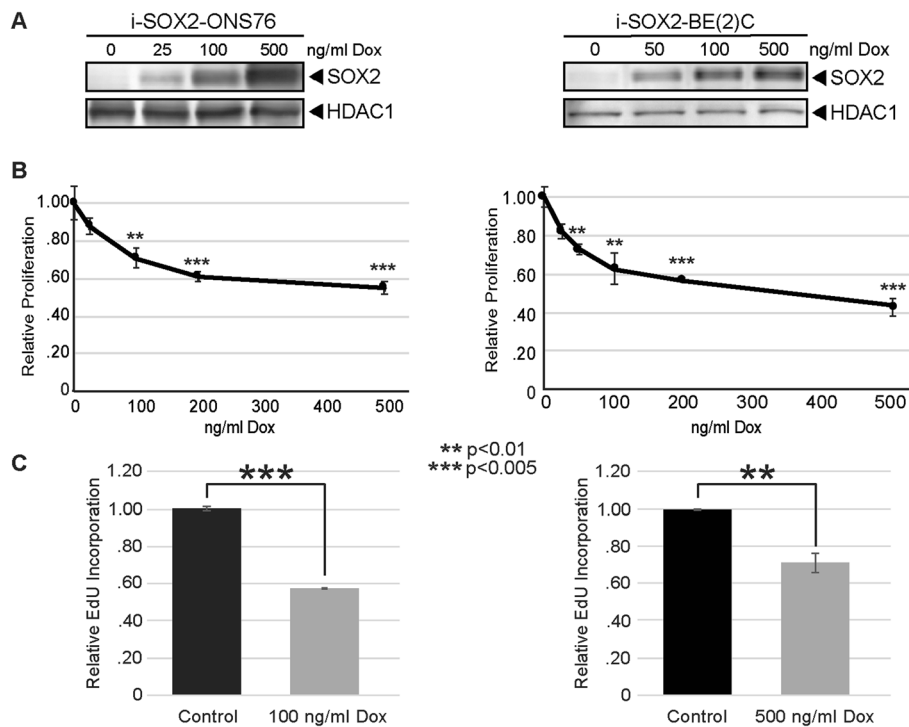 A
i-SOX2-ONS76
0 25 100 500 ng/ml Dox
SOX2
HDAC1
i-SOX2-BE(2)C
0 50 100 500 ng/ml Dox
SOX2
HDAC1
B
Relative Proliferation
1.00
.80
.60
.40
.20
0
** *** ***
0 100 200 300 400 500
ng/ml Dox
Relative Proliferation
1.00
.80
.60
.40
.20
0
** ** *** ***
0 100 200 300 400 500
ng/ml Dox
** p<0.01
*** p<0.005
C
Relative EdU Incorporation
1.20
1.00
.80
.60
.40
.20
0
***
Control 100 ng/ml Dox
Relative EdU Incorporation
1.20
1.00
.80
.60
.40
.20
0
**
Control 500 ng/ml Dox